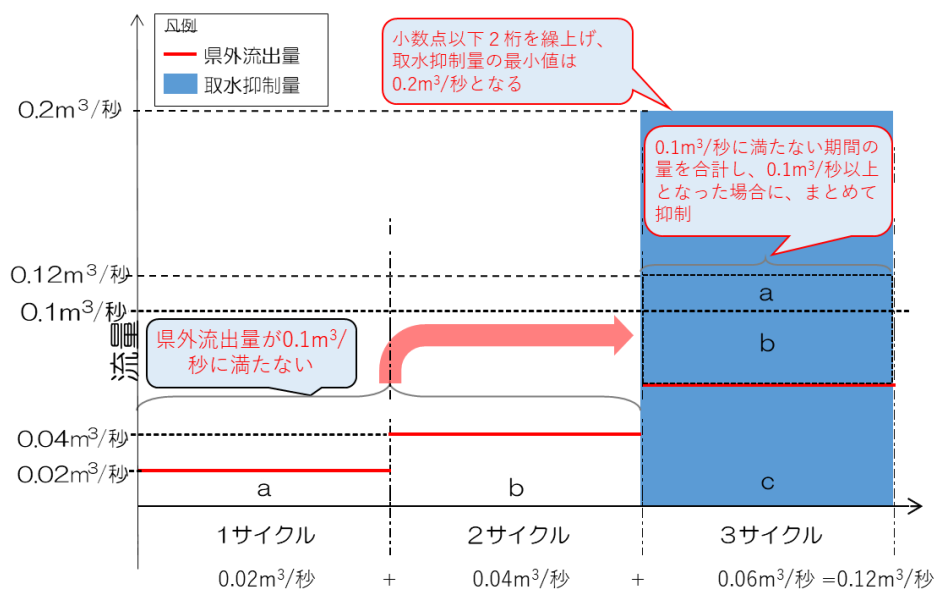 凡例
県外流出量
取水抑制量
小数点以下2桁を繰上げ、
取水抑制量の最小値は
0.2m³/秒となる
0.2m³/秒
0.1m³/秒に満たない期間の
量を合計し、0.1m³/秒以上
となった場合に、まとめて
抑制
0.12m³/秒
a
0.1m³/秒
流量
県外流出量が0.1m³/
秒に満たない
b
0.04m³/秒
0.02m³/秒
a
b
c
1サイクル
2サイクル
3サイクル
0.02m³/秒 + 0.04m³/秒 + 0.06m³/秒 =0.12m³/秒